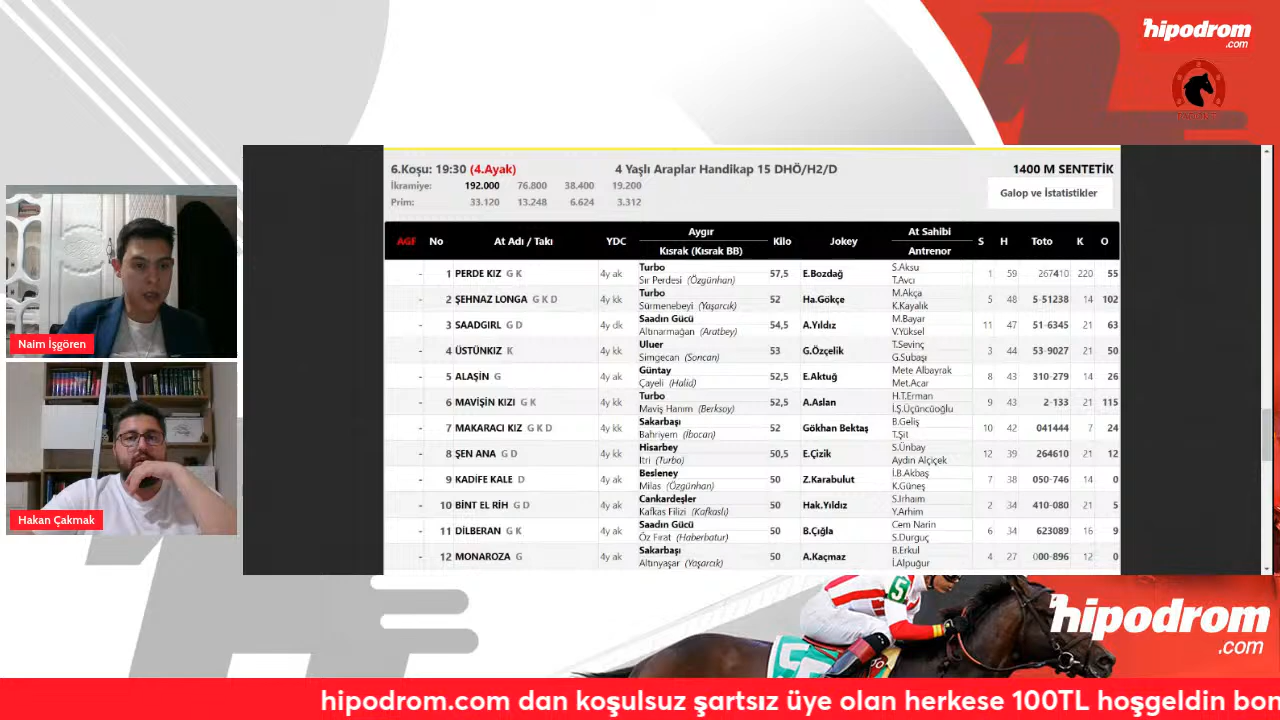 hipodrom
.com
6.Koşu: 19:30 (4.Ayak) 4 Yaşlı Araplar Handikap 15 DHÖ/H2/D 1400 M SENTETİK
İkramiye: 192.000 76.800 38.400 19.200
Prim: 33.120 13.248 6.624 3.312
Galop ve İstatistikler
AGF No At Adı / Takı YDC Aygır Kilo Jokey At Sahibi S H Toto K O
Kısrak (Kısrak BB) Antrenor
- 1 PERDE KIZ G K 4y ak Turbo 57,5 E.Bozdağ S.Aksu 1 59 267410 220 55
Sır Perdesi (Özgünhan) T.Avcı
- 2 ŞEHNAZ LONGA G K D 4y kk Turbo 52 Ha.Gökçe M.Akça 5 48 5-51238 14 102
Sürmenebeyi (Yaşarcık) K.Kayalık
- 3 SAADGIRL G D 4y dk Saadın Gücü 54,5 A.Yıldız M.Bayar 11 47 51-6345 21 63
Altınarmağan (Aratbey) V.Yüksel
- 4 ÜSTÜNKIZ K 4y kk Uluer 53 G.Özçelik T.Sevinç 3 44 53-9027 21 50
Simgecan (Soncan) G.Subaşı
- 5 ALAŞİN G 4y ak Güntay 52,5 E.Aktuğ Mete Albayrak 8 43 310-279 14 26
Çayeli (Halid) Met.Acar
- 6 MAVİŞİN KIZI G K 4y kk Turbo 52,5 A.Aslan H.T.Erman 9 43 2-133 21 115
Maviş Hanım (Berksoy) İ.Ş.Üçüncüoğlu
- 7 MAKARACI KIZ G K D 4y ak Sakarbaşı 52 Gökhan Bektaş B.Geliş 10 42 041444 7 24
Bahriyem (İbocan) T.Şit
- 8 ŞEN ANA G D 4y kk Hisarbey 50,5 E.Çizik S.Ünbay 12 39 264610 21 12
Itri (Turbo) Aydın Alçiçek
- 9 KADİFE KALE D 4y ak Besleney 50 Z.Karabulut İ.B.Akbaş 7 38 050-746 14 0
Milas (Özgünhan) K.Güneş
- 10 BİNT EL RİH G D 4y ak Cankardeşler 50 Hak.Yıldız S.Irhaim 2 34 410-080 21 5
Kafkas Filizi (Kafkaslı) Y.Arhim
- 11 DİLBERAN G K 4y ak Saadın Gücü 50 B.Çığla Cem Narin 6 34 623089 16 9
Öz Fırat (Haberbatur) S.Durguç
- 12 MONAROZA G 4y ak Sakarbaşı 50 A.Kaçmaz B.Erkul 4 27 000-896 12 0
Altınyaşar (Yaşarcık) İ.Alpuğur
Naim İşgören
Hakan Çakmak
5
hipodrom
.com
hipodrom.com dan koşulsuz şartsız üye olan herkese 100TL hoşgeldin bon